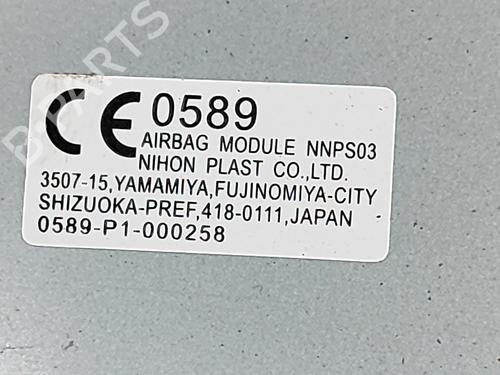 B-PARTS
CE 0589
AIRBAG MODULE NNPS03
NIHON PLAST CO.,LTD.
3507-15,YAMAMIYA,FUJINOMIYA-CITY
SHIZUOKA-PREF,418-0111,JAPAN
0589-P1-000258